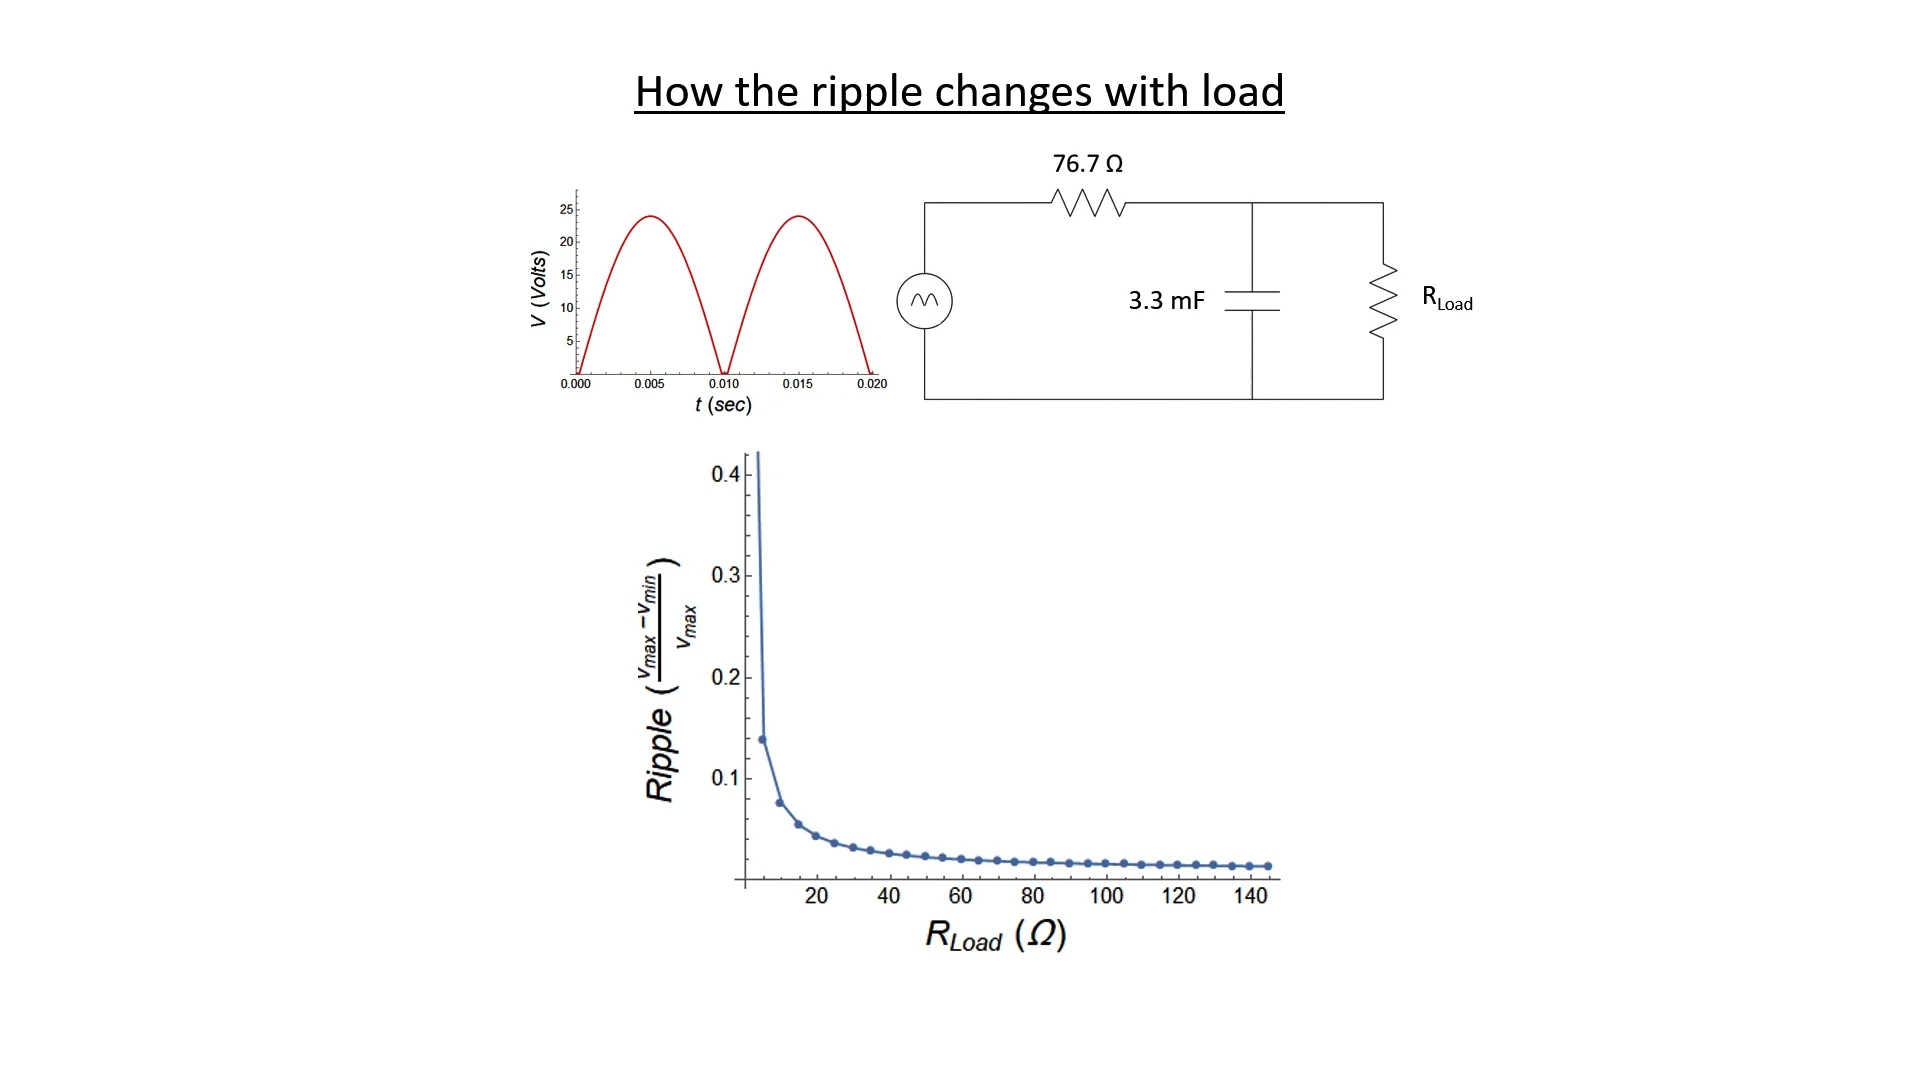 How the ripple changes with load
76.7 Ω
25
20
15
10
5
V (Volts)
0.000 0.005 0.010 0.015 0.020
t (sec)
3.3 mF
RLoad
0.4
0.3
0.2
0.1
Ripple (vmax −vmin / vmax)
20 40 60 80 100 120 140
RLoad (Ω)